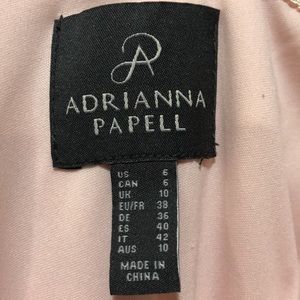 ADRIANNA
PAPELL
US 6
CAN 6
UK 10
EU/FR 38
DE 36
ES 40
IT 42
AUS 10
MADE IN
CHINA